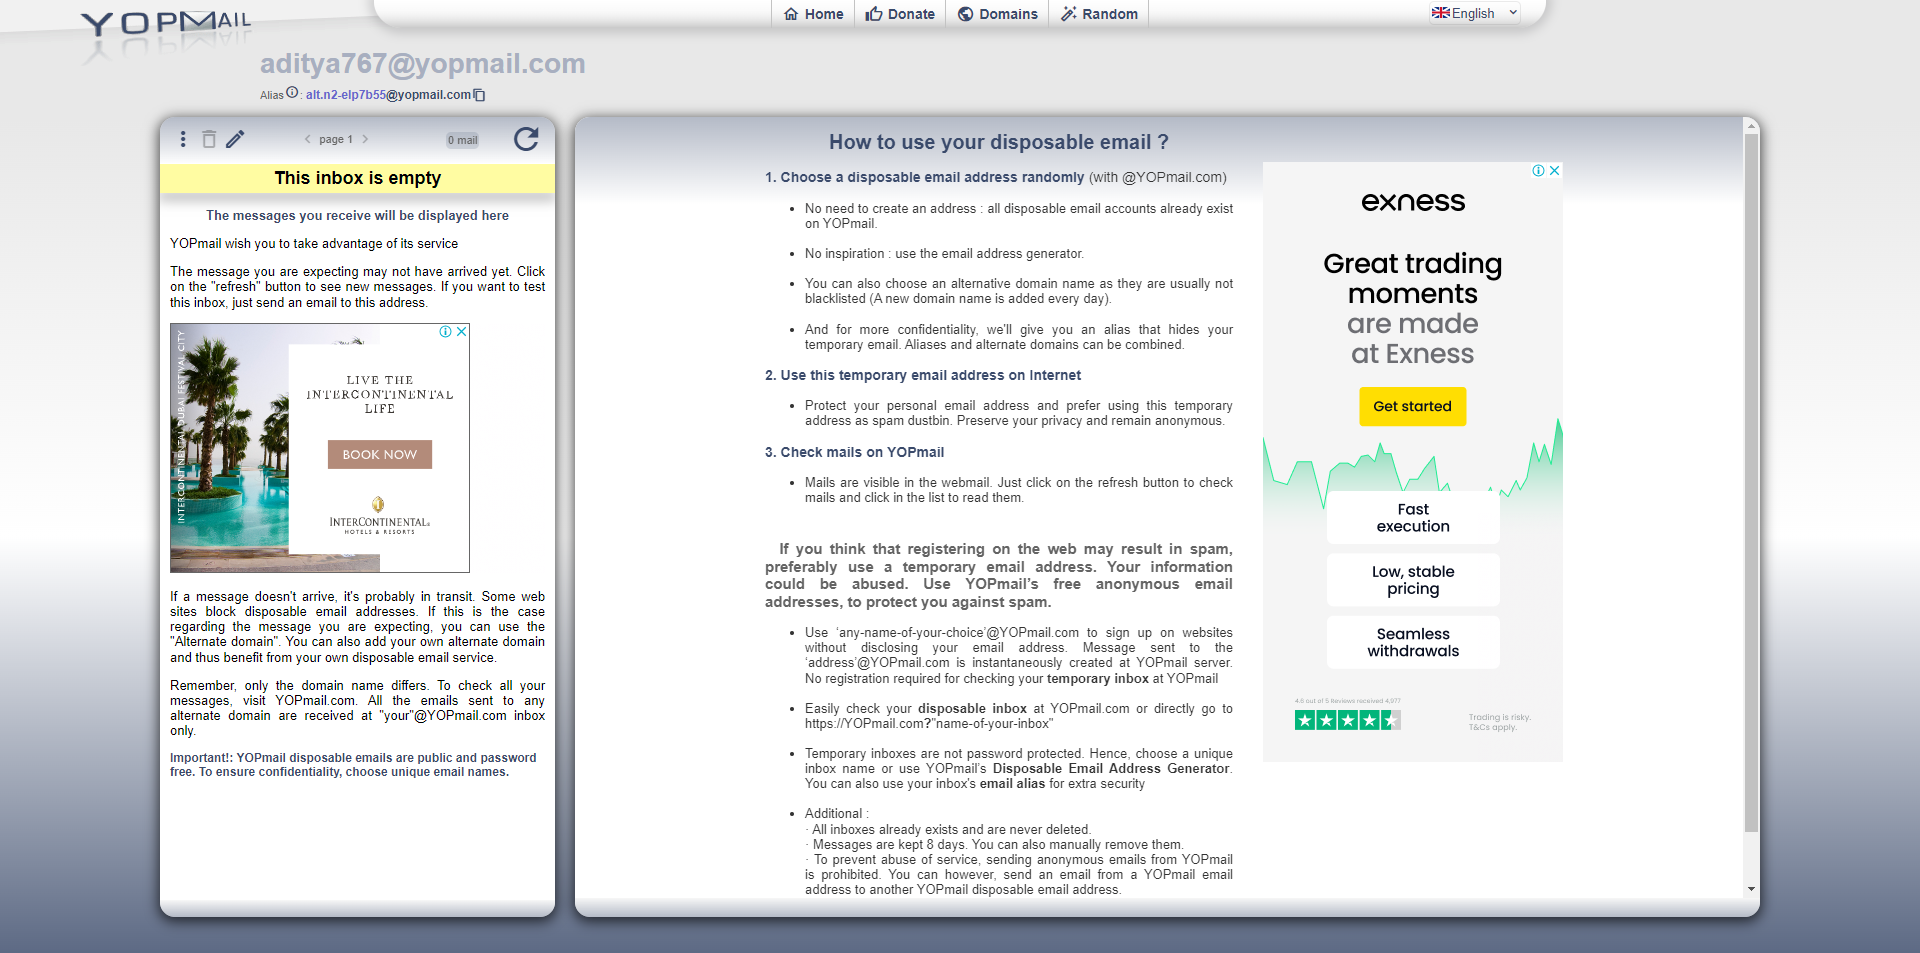 YOPMAIL
Home
Donate
Domains
Random
English
aditya767@yopmail.com
Alias : alt.n2-elp7b55@yopmail.com
page 1
0 mail
This inbox is empty
The messages you receive will be displayed here
YOPmail wish you to take advantage of its service
The message you are expecting may not have arrived yet. Click
on the "refresh" button to see new messages. If you want to test
this inbox, just send an email to this address.
INTERCONTINENTAL DUBAI FESTIVAL CITY
LIVE THE
INTERCONTINENTAL
LIFE
BOOK NOW
INTERCONTINENTAL
HOTELS & RESORTS
If a message doesn't arrive, it's probably in transit. Some web
sites block disposable email addresses. If this is the case
regarding the message you are expecting, you can use the
"Alternate domain". You can also add your own alternate domain
and thus benefit from your own disposable email service.
Remember, only the domain name differs. To check all your
messages, visit YOPmail.com. All the emails sent to any
alternate domain are received at "your"@YOPmail.com inbox
only.
Important!: YOPmail disposable emails are public and password
free. To ensure confidentiality, choose unique email names.
How to use your disposable email ?
1. Choose a disposable email address randomly (with @YOPmail.com)
• No need to create an address : all disposable email accounts already exist
on YOPmail.
• No inspiration : use the email address generator.
• You can also choose an alternative domain name as they are usually not
blacklisted (A new domain name is added every day).
• And for more confidentiality, we'll give you an alias that hides your
temporary email. Aliases and alternate domains can be combined.
2. Use this temporary email address on Internet
• Protect your personal email address and prefer using this temporary
address as spam dustbin. Preserve your privacy and remain anonymous.
3. Check mails on YOPmail
• Mails are visible in the webmail. Just click on the refresh button to check
mails and click in the list to read them.
If you think that registering on the web may result in spam,
preferably use a temporary email address. Your information
could be abused. Use YOPmail's free anonymous email
addresses, to protect you against spam.
• Use ‘any-name-of-your-choice’@YOPmail.com to sign up on websites
without disclosing your email address. Message sent to the
‘address’@YOPmail.com is instantaneously created at YOPmail server.
No registration required for checking your temporary inbox at YOPmail
• Easily check your disposable inbox at YOPmail.com or directly go to
https://YOPmail.com?"name-of-your-inbox"
• Temporary inboxes are not password protected. Hence, choose a unique
inbox name or use YOPmail's Disposable Email Address Generator.
You can also use your inbox's email alias for extra security
• Additional :
· All inboxes already exists and are never deleted.
· Messages are kept 8 days. You can also manually remove them.
· To prevent abuse of service, sending anonymous emails from YOPmail
is prohibited. You can however, send an email from a YOPmail email
address to another YOPmail disposable email address.
exness
Great trading
moments
are made
at Exness
Get started
Fast
execution
Low, stable
pricing
Seamless
withdrawals
4.6 out of 5 Reviews received 4,977
Trading is risky.
T&Cs apply.